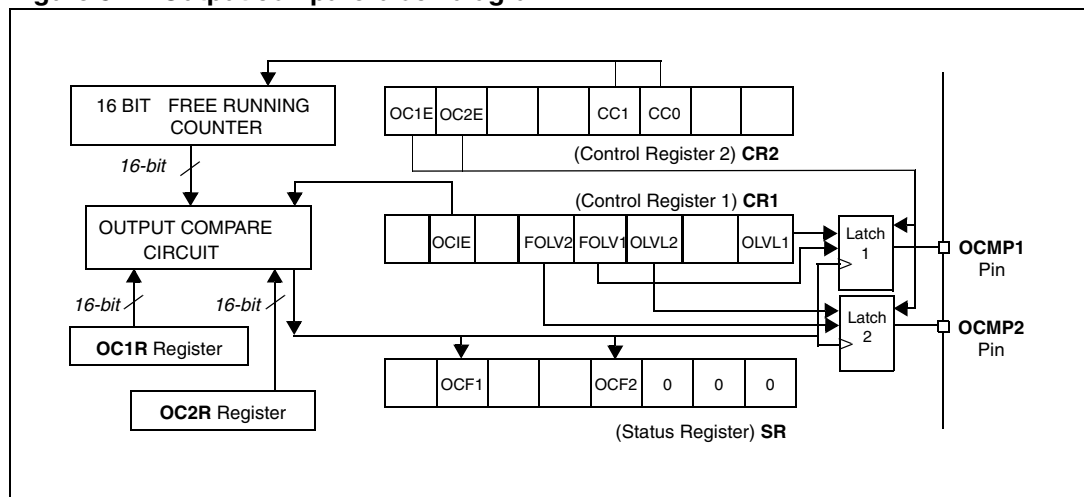 16 BIT FREE RUNNING
COUNTER
OC1E OC2E CC1 CC0
(Control Register 2) CR2
16-bit
(Control Register 1) CR1
OUTPUT COMPARE
CIRCUIT
OCIE FOLV2 FOLV1 OLVL2 OLVL1
Latch
1
OCMP1
Pin
16-bit 16-bit
Latch
2
OCMP2
Pin
OC1R Register
OCF1 OCF2 0 0 0
OC2R Register
(Status Register) SR